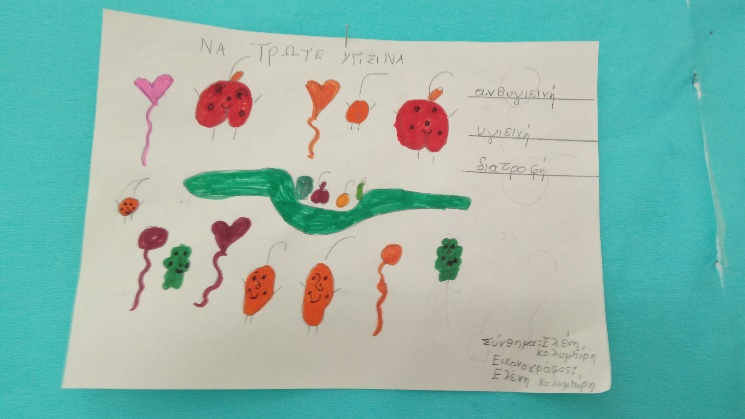 ΝΑ ΤΡΩΤΕ ΥΓΙΕΙΝΑ
ανθυγιεινή
υγιεινή
διατροφή
Σύνθημα: Ελένη
Κολυμπίρη
Εικονογράφος:
Ελένη Κολυμπίρη